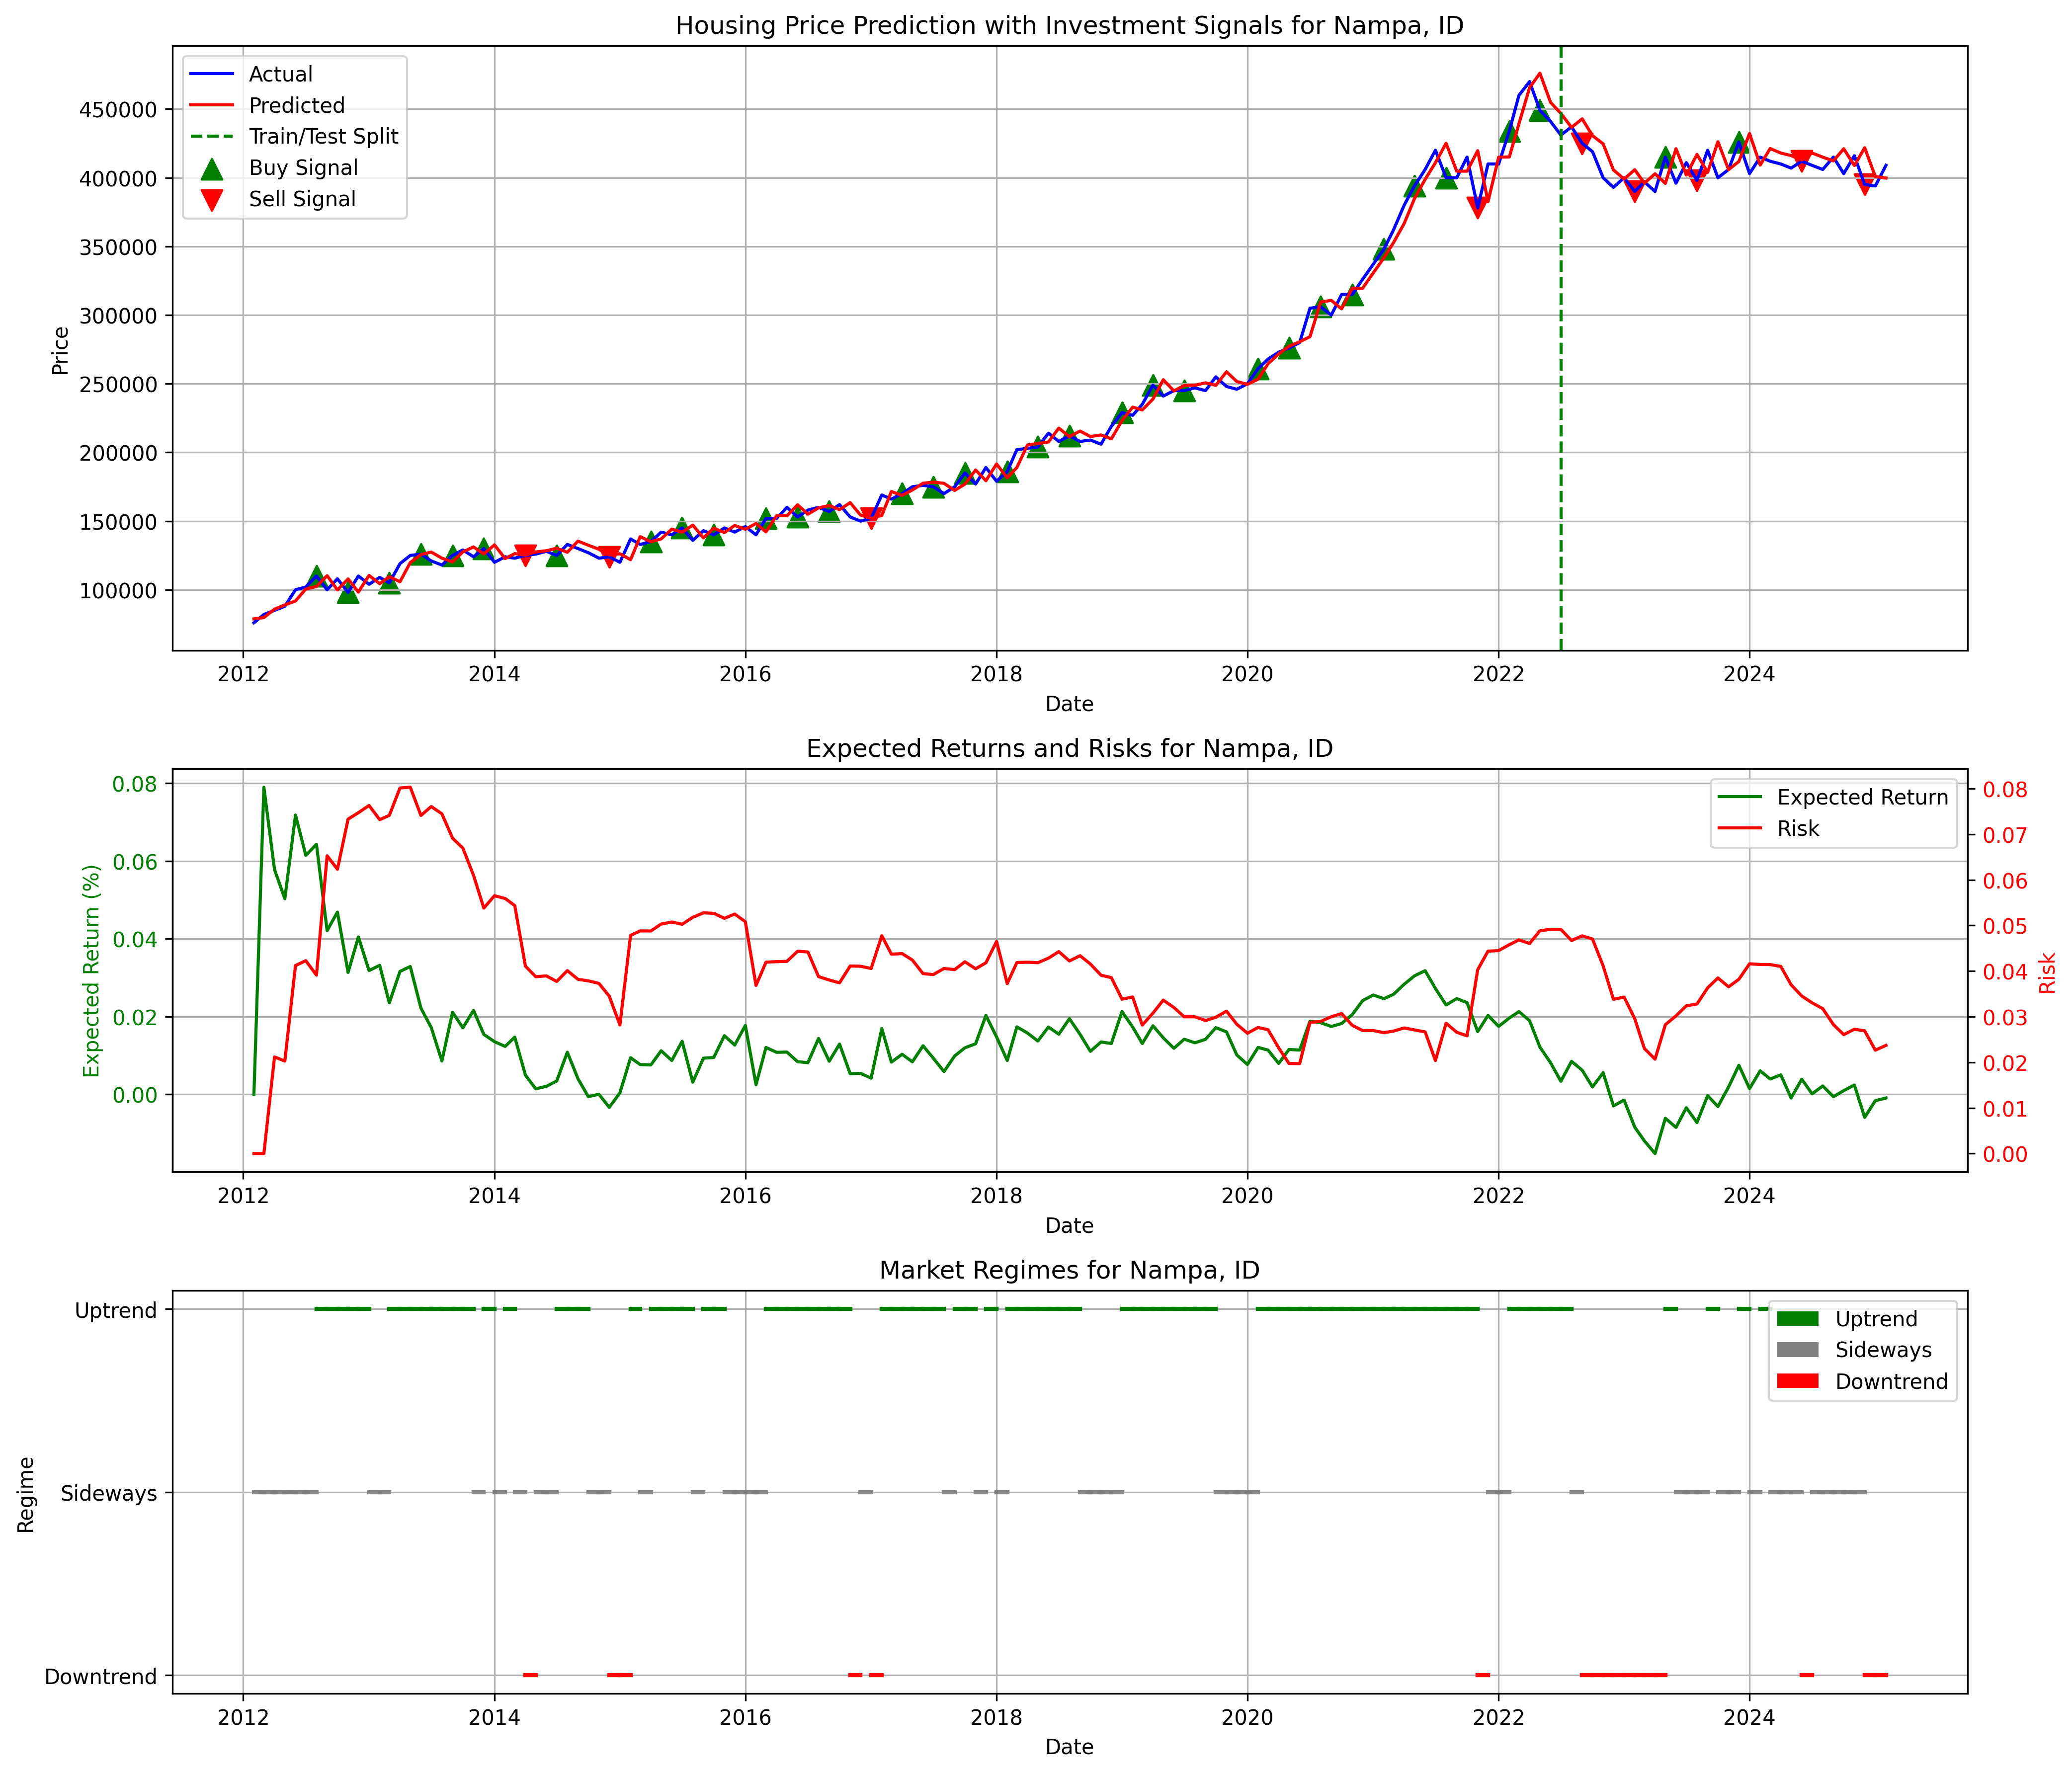 Housing Price Prediction with Investment Signals for Nampa, ID
Actual
Predicted
Train/Test Split
Buy Signal
Sell Signal
450000
400000
350000
300000
250000
200000
150000
100000
Price
2012 2014 2016 2018 2020 2022 2024
Date
Expected Returns and Risks for Nampa, ID
Expected Return
Risk
0.08
0.06
0.04
0.02
0.00
Expected Return (%)
0.08
0.07
0.06
0.05
0.04
0.03
0.02
0.01
0.00
Risk
2012 2014 2016 2018 2020 2022 2024
Date
Market Regimes for Nampa, ID
Uptrend
Sideways
Downtrend
Uptrend
Sideways
Downtrend
Regime
2012 2014 2016 2018 2020 2022 2024
Date